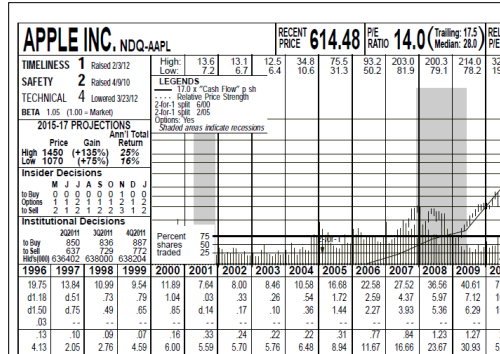 APPLE INC. NDQ-AAPL RECENT PRICE 614.48 P/E RATIO 14.0 (Trailing: 17.5 Median: 28.0) REL P/E
TIMELINESS 1 Raised 2/3/12
SAFETY 2 Raised 4/9/10
TECHNICAL 4 Lowered 3/23/12
BETA 1.05 (1.00 = Market)
High: 13.6 13.1 12.5 34.8 75.5 93.2 203.0 200.3 214.0 32
Low: 7.2 6.7 6.4 10.6 31.3 50.2 81.9 79.1 78.2 19
LEGENDS
17.0 x "Cash Flow" p sh
Relative Price Strength
2-for-1 split 6/00
2-for-1 split 2/05
Options: Yes
Shaded areas indicate recessions
2015-17 PROJECTIONS
Ann'l Total
Price Gain Return
High 1450 (+135%) 25%
Low 1070 (+75%) 16%
Insider Decisions
M J J A S O N D J
to Buy 0 0 0 0 0 0 1 0 0
Options 1 1 2 1 1 1 2 1 2
to Sell 2 1 2 1 2 2 3 1 2
Institutional Decisions
2Q2011 3Q2011 4Q2011
to Buy 850 836 887
to Sell 637 729 772
Hld's(000) 636402 638000 638204
Percent 75
shares 50
traded 25
2-for-1
1996 1997 1998 1999 2000 2001 2002 2003 2004 2005 2006 2007 2008 2009
19.75 13.84 10.99 9.54 11.89 7.64 8.00 8.46 10.58 16.68 22.58 27.52 36.56 40.61 7
d1.18 d.51 .73 .79 1.04 .03 .33 .26 .54 1.72 2.59 4.37 5.97 7.12
d1.50 d.75 .49 .65 .85 d.14 .17 .10 .36 1.44 2.27 3.93 5.36 6.29
.03 -- -- -- -- -- -- -- -- -- -- -- -- --
.13 .10 .09 .07 .16 .33 .24 .22 .22 .31 .77 .84 1.23 1.27
4.13 2.05 2.76 4.59 6.00 5.59 5.70 5.76 6.48 8.94 11.67 16.66 23.67 30.93 5